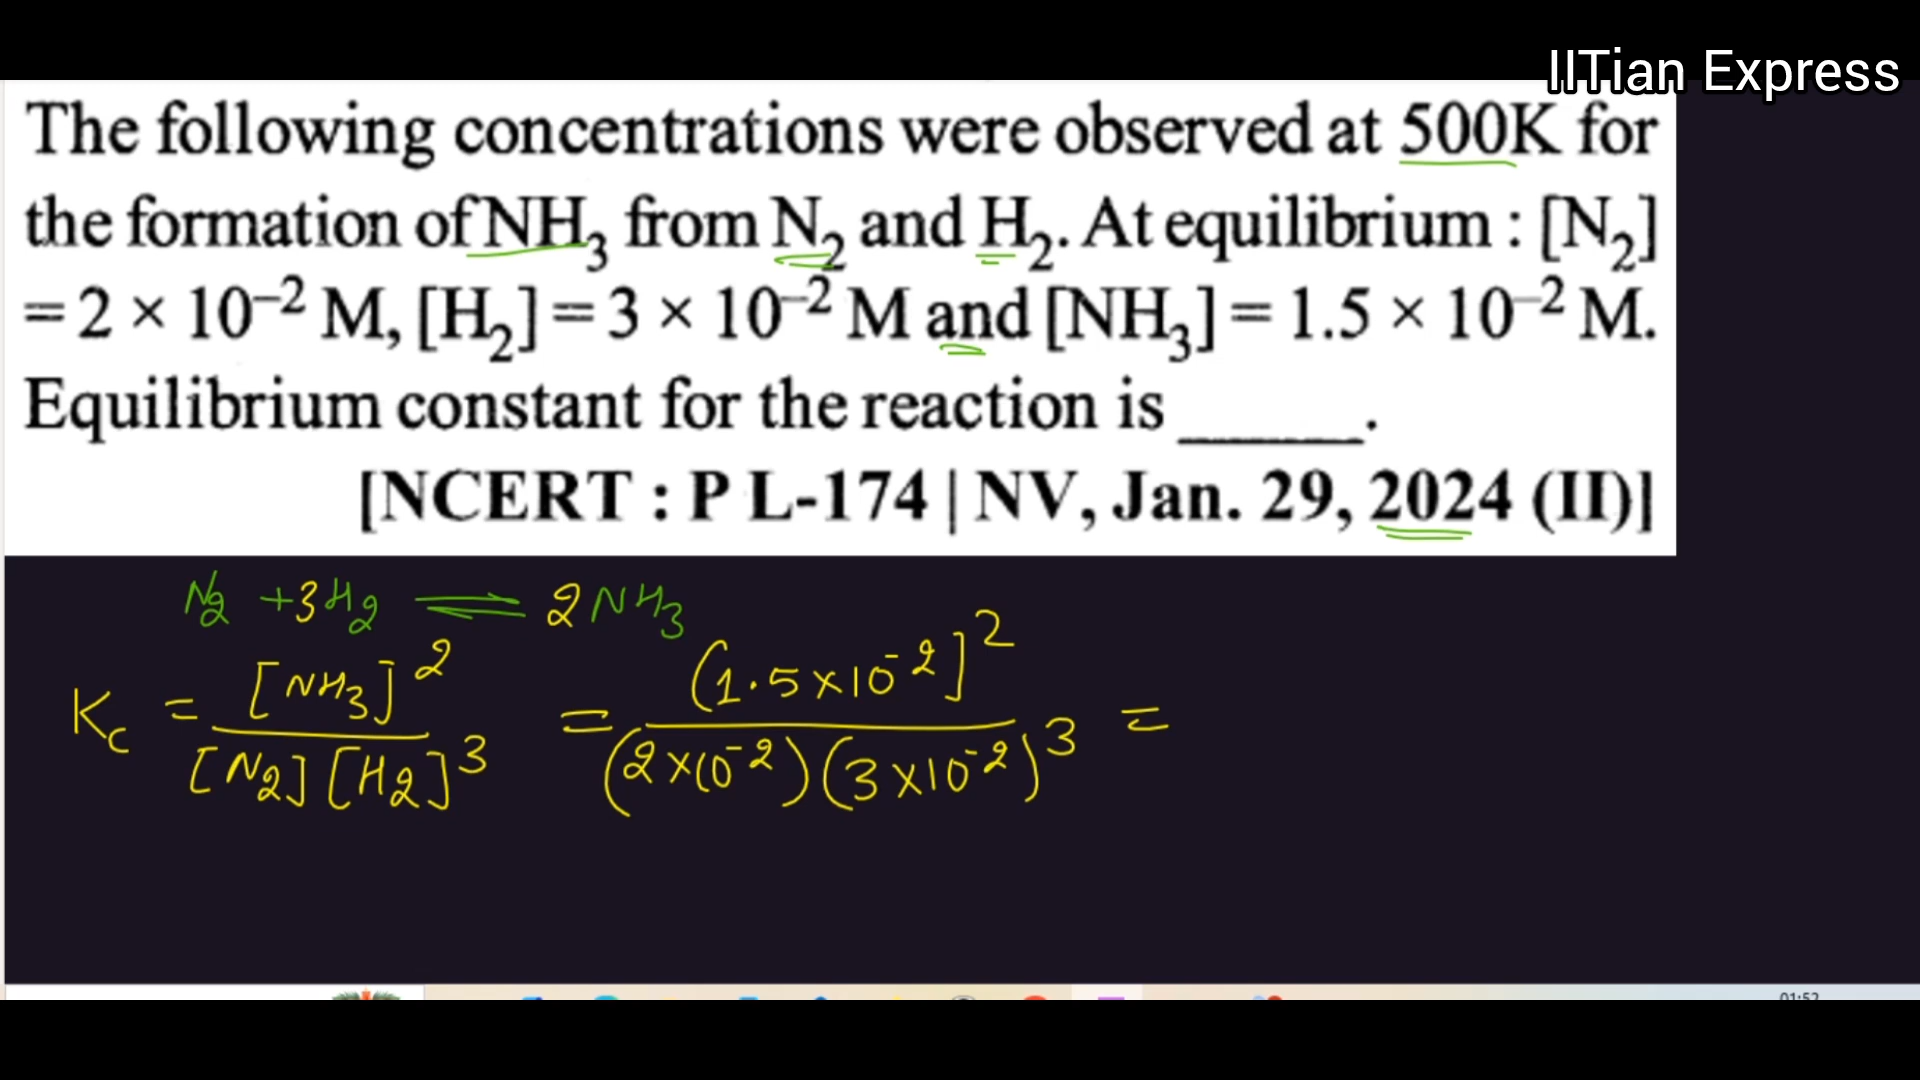 IITian Express
The following concentrations were observed at 500K for
the formation of NH₃ from N₂ and H₂. At equilibrium : [N₂]
= 2 × 10⁻² M, [H₂] = 3 × 10⁻² M and [NH₃] = 1.5 × 10⁻² M.
Equilibrium constant for the reaction is ______.
[NCERT : P L-174 | NV, Jan. 29, 2024 (II)]
N₂ + 3H₂ ⇌ 2NH₃
K_c = [NH₃]² / [N₂] [H₂]³ = (1.5×10⁻²]² / (2×10⁻²) (3×10⁻²)³ =
01:52